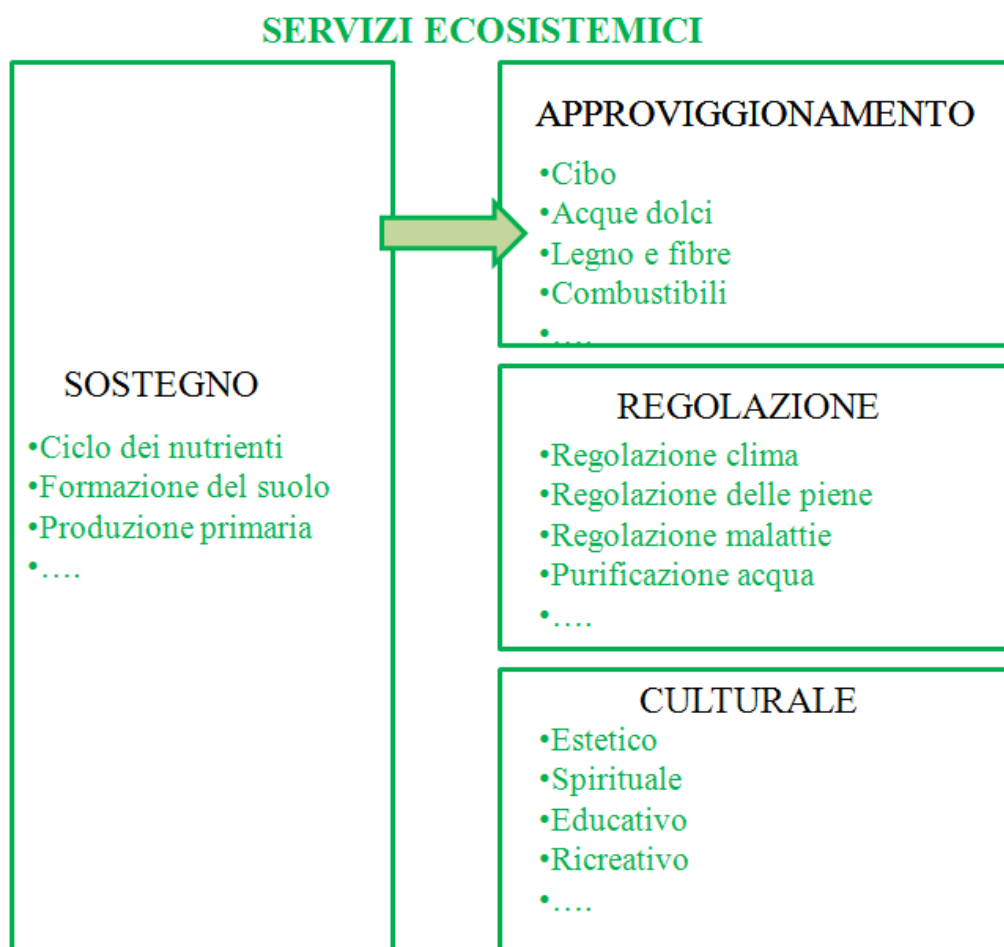 SERVIZI ECOSISTEMICI
SOSTEGNO
•Ciclo dei nutrienti
•Formazione del suolo
•Produzione primaria
•….
APPROVIGGIONAMENTO
•Cibo
•Acque dolci
•Legno e fibre
•Combustibili
•….
REGOLAZIONE
•Regolazione clima
•Regolazione delle piene
•Regolazione malattie
•Purificazione acqua
•….
CULTURALE
•Estetico
•Spirituale
•Educativo
•Ricreativo
•….